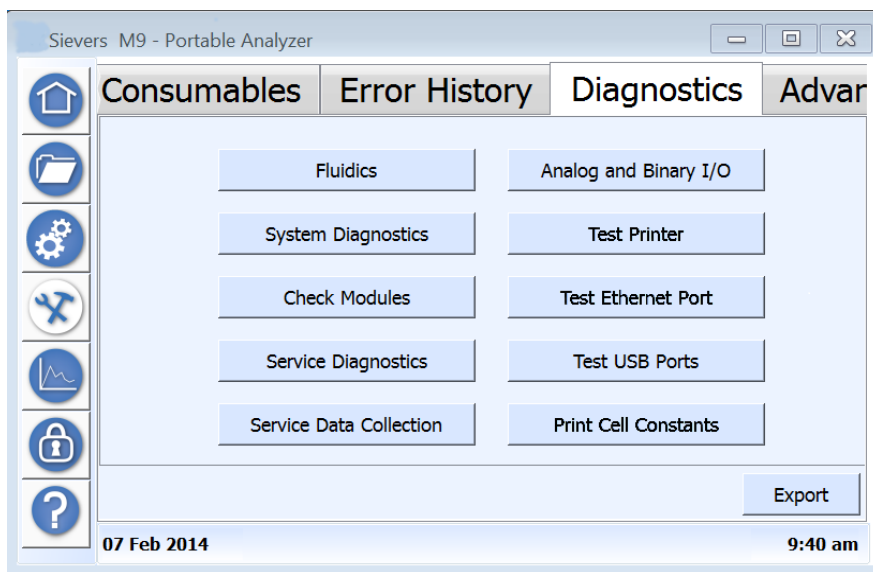 Sievers M9 - Portable Analyzer
Consumables Error History Diagnostics Advar
Fluidics Analog and Binary I/O
System Diagnostics Test Printer
Check Modules Test Ethernet Port
Service Diagnostics Test USB Ports
Service Data Collection Print Cell Constants
Export
07 Feb 2014 9:40 am